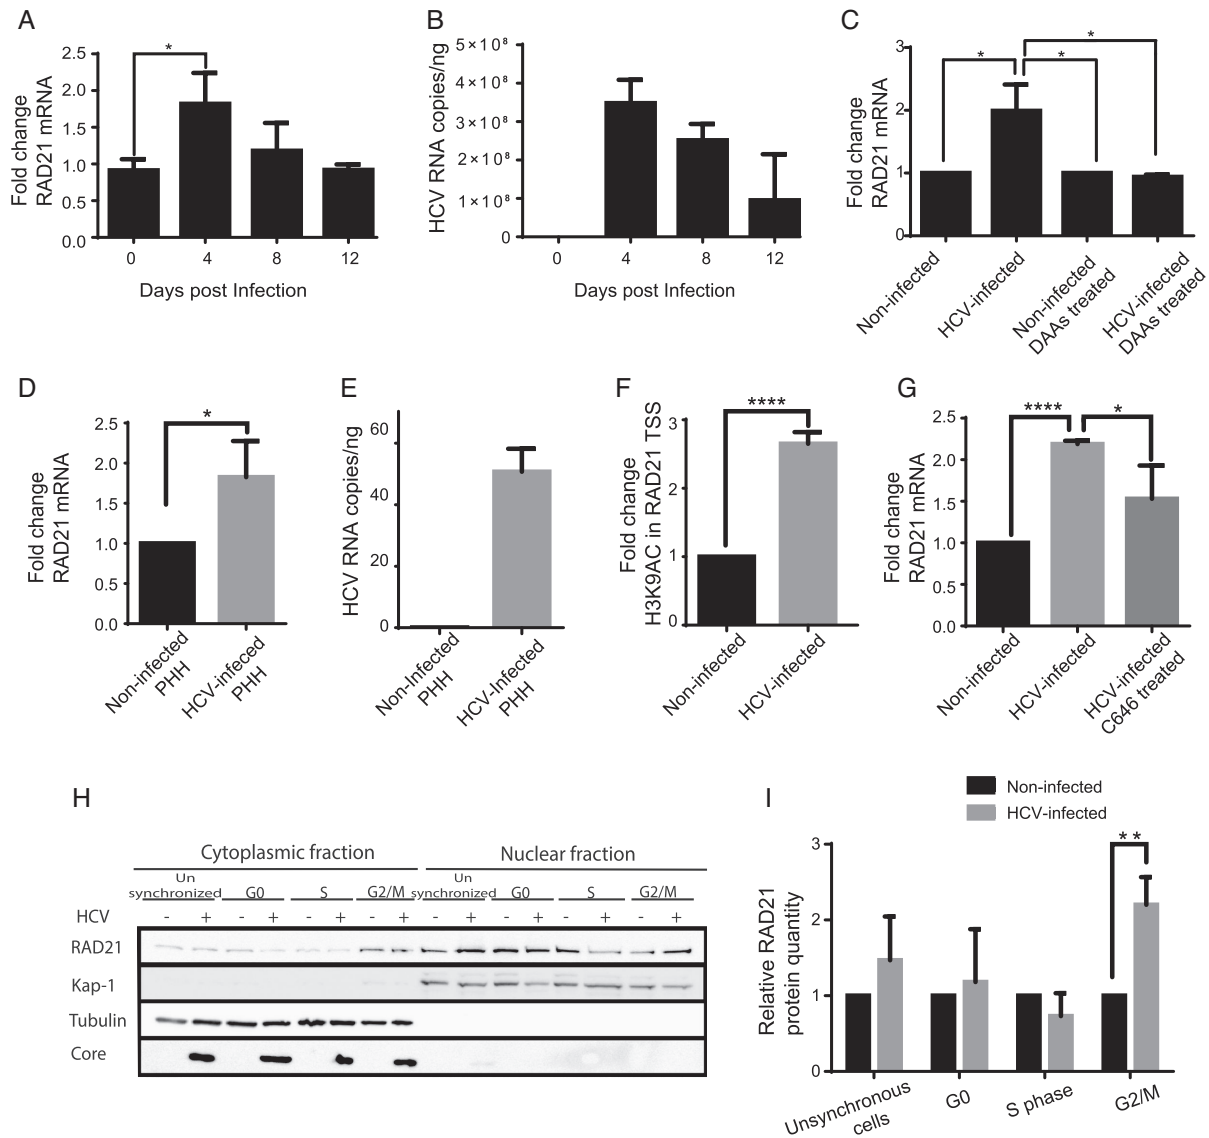 A
Fold change
RAD21 mRNA
2.5
2.0
1.5
1.0
0.5
0.0
*
0 4 8 12
Days post Infection
B
HCV RNA copies/ng
5×10⁸
4×10⁸
3×10⁸
2×10⁸
1×10⁸
0
0 4 8 12
Days post Infection
C
Fold change
RAD21 mRNA
3
2
1
0
* * *
Non-infected
HCV-infected
Non-infected
DAAs treated
HCV-infected
DAAs treated
D
Fold change
RAD21 mRNA
2.5
2.0
1.5
1.0
0.5
0.0
*
Non-infected
PHH
HCV-infeced
PHH
E
HCV RNA copies/ng
60
40
20
0
Non-Infected
PHH
HCV-Infected
PHH
F
Fold change
H3K9AC in RAD21 TSS
3
2
1
0
****
Non-infected
HCV-infected
G
Fold change
RAD21 mRNA
2.5
2.0
1.5
1.0
0.5
0.0
**** *
Non-infected
HCV-infected
HCV-infected
C646 treated
H
Cytoplasmic fraction Nuclear fraction
Un
synchronized G0 S G2/M
Un
synchronized G0 S G2/M
HCV - + - + - + - + - + - + - + - +
RAD21
Kap-1
Tubulin
Core
I
Non-infected
HCV-infected
Relative RAD21
protein quantity
3
2
1
0
**
Unsynchronous
cells
G0
S phase
G2/M